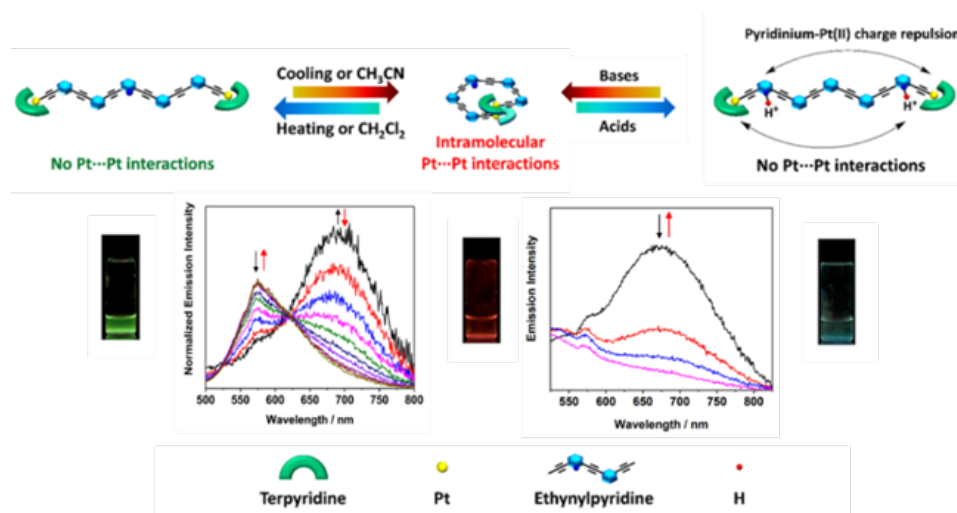 Pyridinium-Pt(II) charge repulsion
Cooling or CH3CN
Heating or CH2Cl2
Bases
Acids
H+
H+
No Pt···Pt interactions
Intramolecular
Pt···Pt interactions
No Pt···Pt interactions
Normalized Emission Intensity
500 550 600 650 700 750 800
Wavelength / nm
Emission Intensity
550 600 650 700 750 800
Wavelength / nm
Terpyridine
Pt
Ethynylpyridine
H